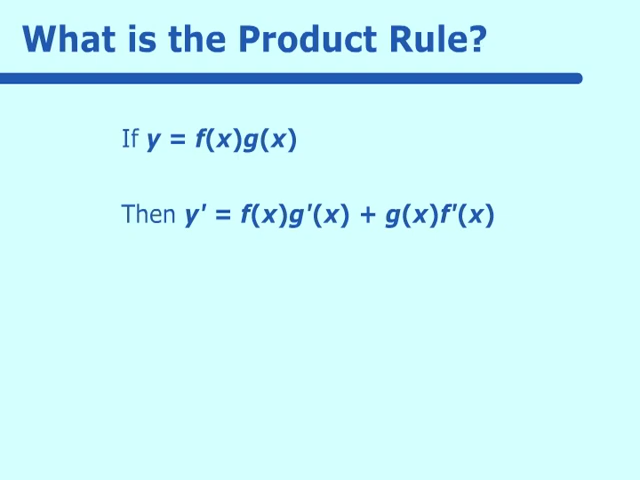 What is the Product Rule?
If y = f(x)g(x)
Then y' = f(x)g'(x) + g(x)f'(x)